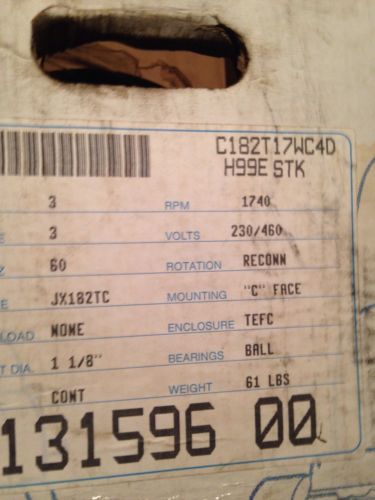 C182T17WC4D
H99E STK
3 RPM 1740
3 VOLTS 230/460
60 ROTATION RECONN
JX182TC MOUNTING "C" FACE
LOAD NONE ENCLOSURE TEFC
DIA. 1 1/8" BEARINGS BALL
CONT WEIGHT 61 LBS
131596 00